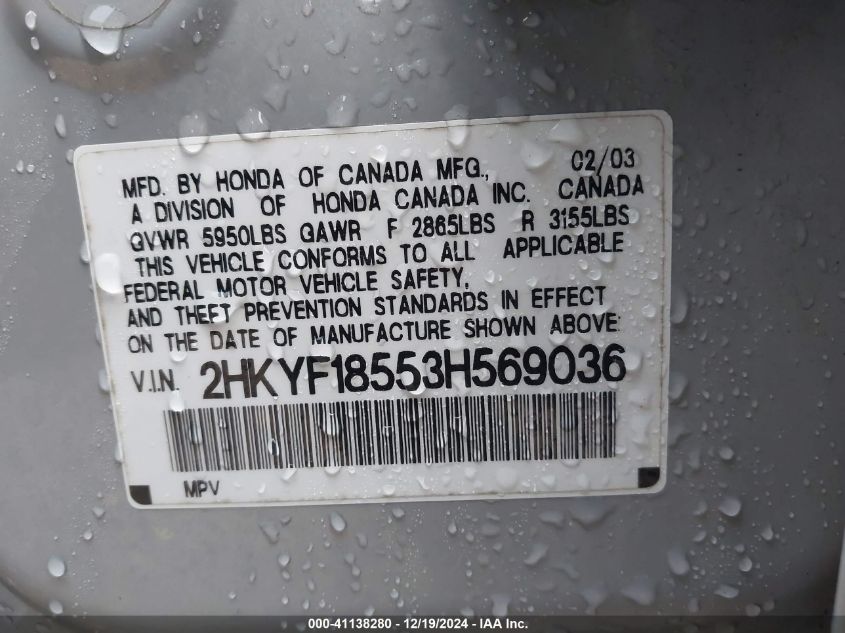 MFD. BY HONDA OF CANADA MFG., 02/03
A DIVISION OF HONDA CANADA INC. CANADA
GVWR 5950LBS GAWR F 2865LBS R 3155LBS
THIS VEHICLE CONFORMS TO ALL APPLICABLE
FEDERAL MOTOR VEHICLE SAFETY,
AND THEFT PREVENTION STANDARDS IN EFFECT
ON THE DATE OF MANUFACTURE SHOWN ABOVE:
V.I.N. 2HKYF18553H569036
MPV
000-41138280 - 12/19/2024 - IAA Inc.